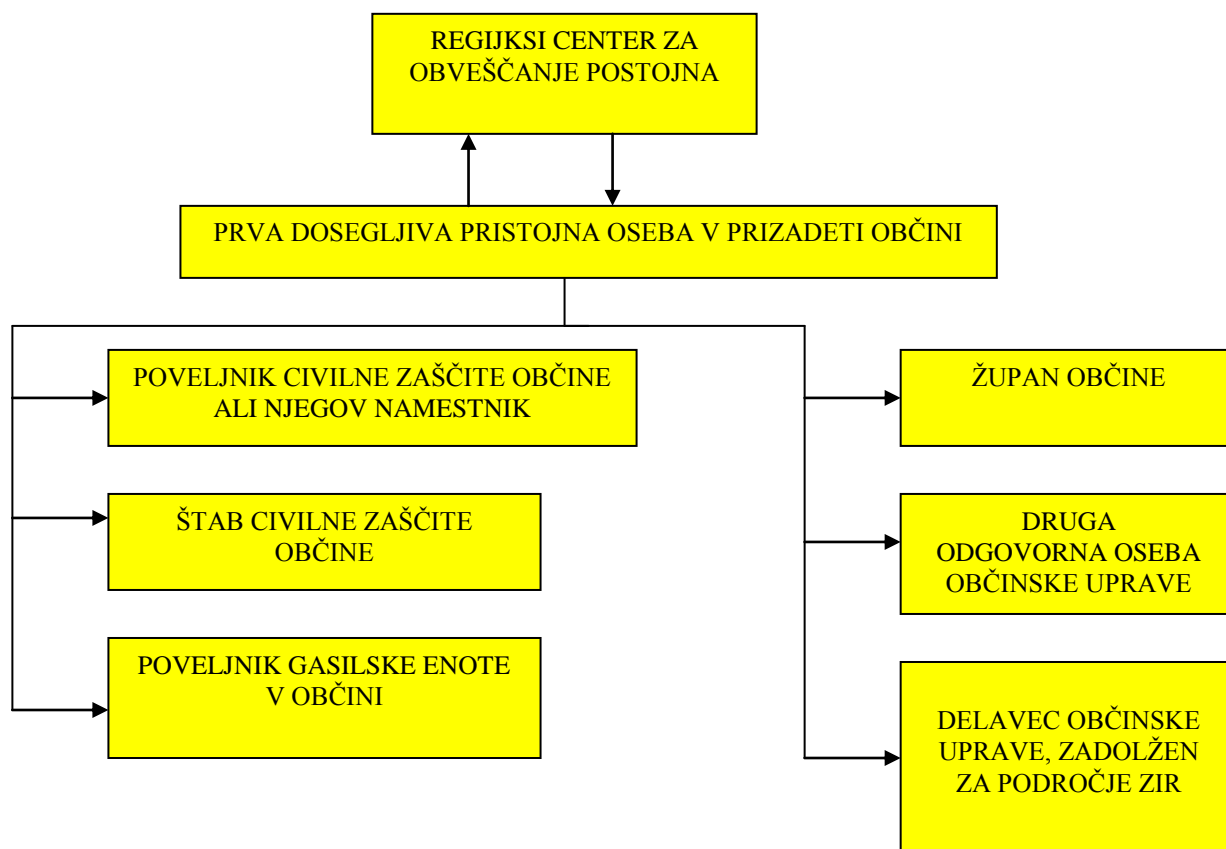 REGIJKSI CENTER ZA
OBVEŠČANJE POSTOJNA
PRVA DOSEGLJIVA PRISTOJNA OSEBA V PRIZADETI OBČINI
POVELJNIK CIVILNE ZAŠČITE OBČINE
ALI NJEGOV NAMESTNIK
ŠTAB CIVILNE ZAŠČITE
OBČINE
POVELJNIK GASILSKE ENOTE
V OBČINI
ŽUPAN OBČINE
DRUGA
ODGOVORNA OSEBA
OBČINSKE UPRAVE
DELAVEC OBČINSKE
UPRAVE, ZADOLŽEN
ZA PODROČJE ZIR